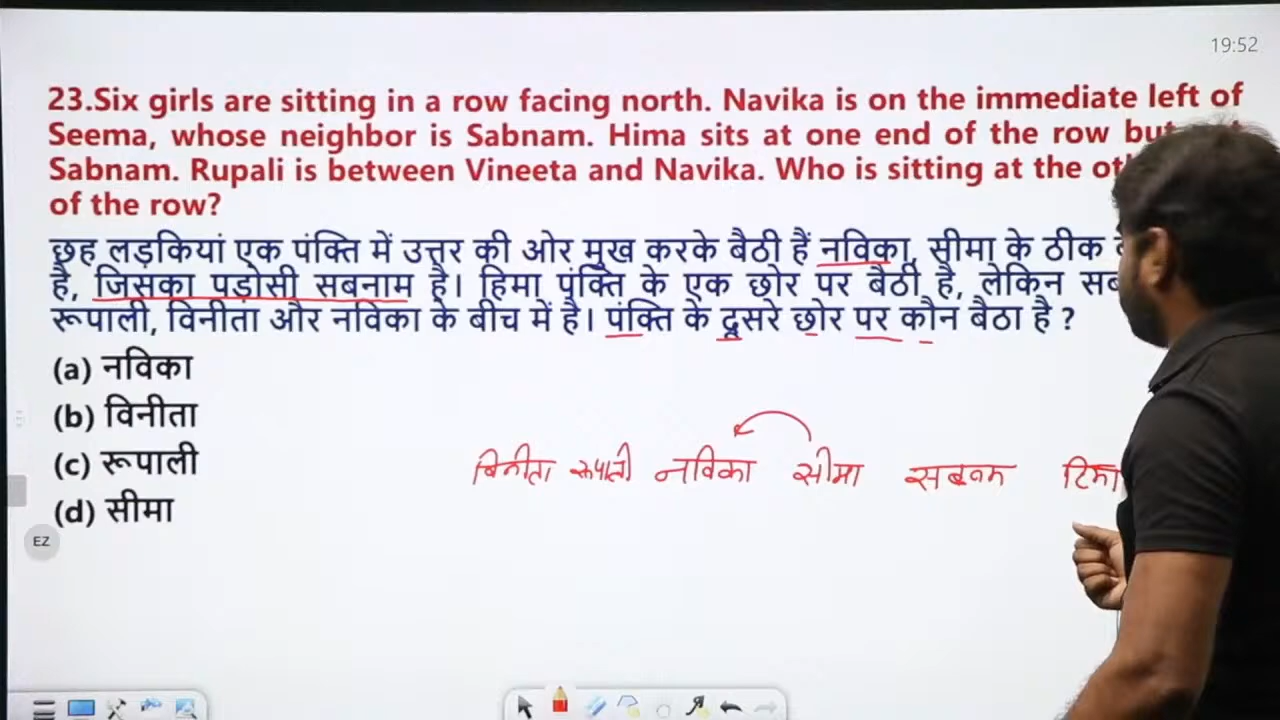 19:52
23.Six girls are sitting in a row facing north. Navika is on the immediate left of
Seema, whose neighbor is Sabnam. Hima sits at one end of the row but
Sabnam. Rupali is between Vineeta and Navika. Who is sitting at the
of the row?
छह लड़कियां एक पंक्ति में उत्तर की ओर मुख करके बैठी हैं नविका, सीमा के ठीक
है, जिसका पड़ोसी सबनाम है। हिमा पंक्ति के एक छोर पर बैठी है, लेकिन
रूपाली, विनीता और नविका के बीच में है। पंक्ति के दूसरे छोर पर कौन बैठा है ?
(a) नविका
(b) विनीता
(c) रूपाली
(d) सीमा
विनीता रूपाली नविका सीमा सबनम हिमा
EZ